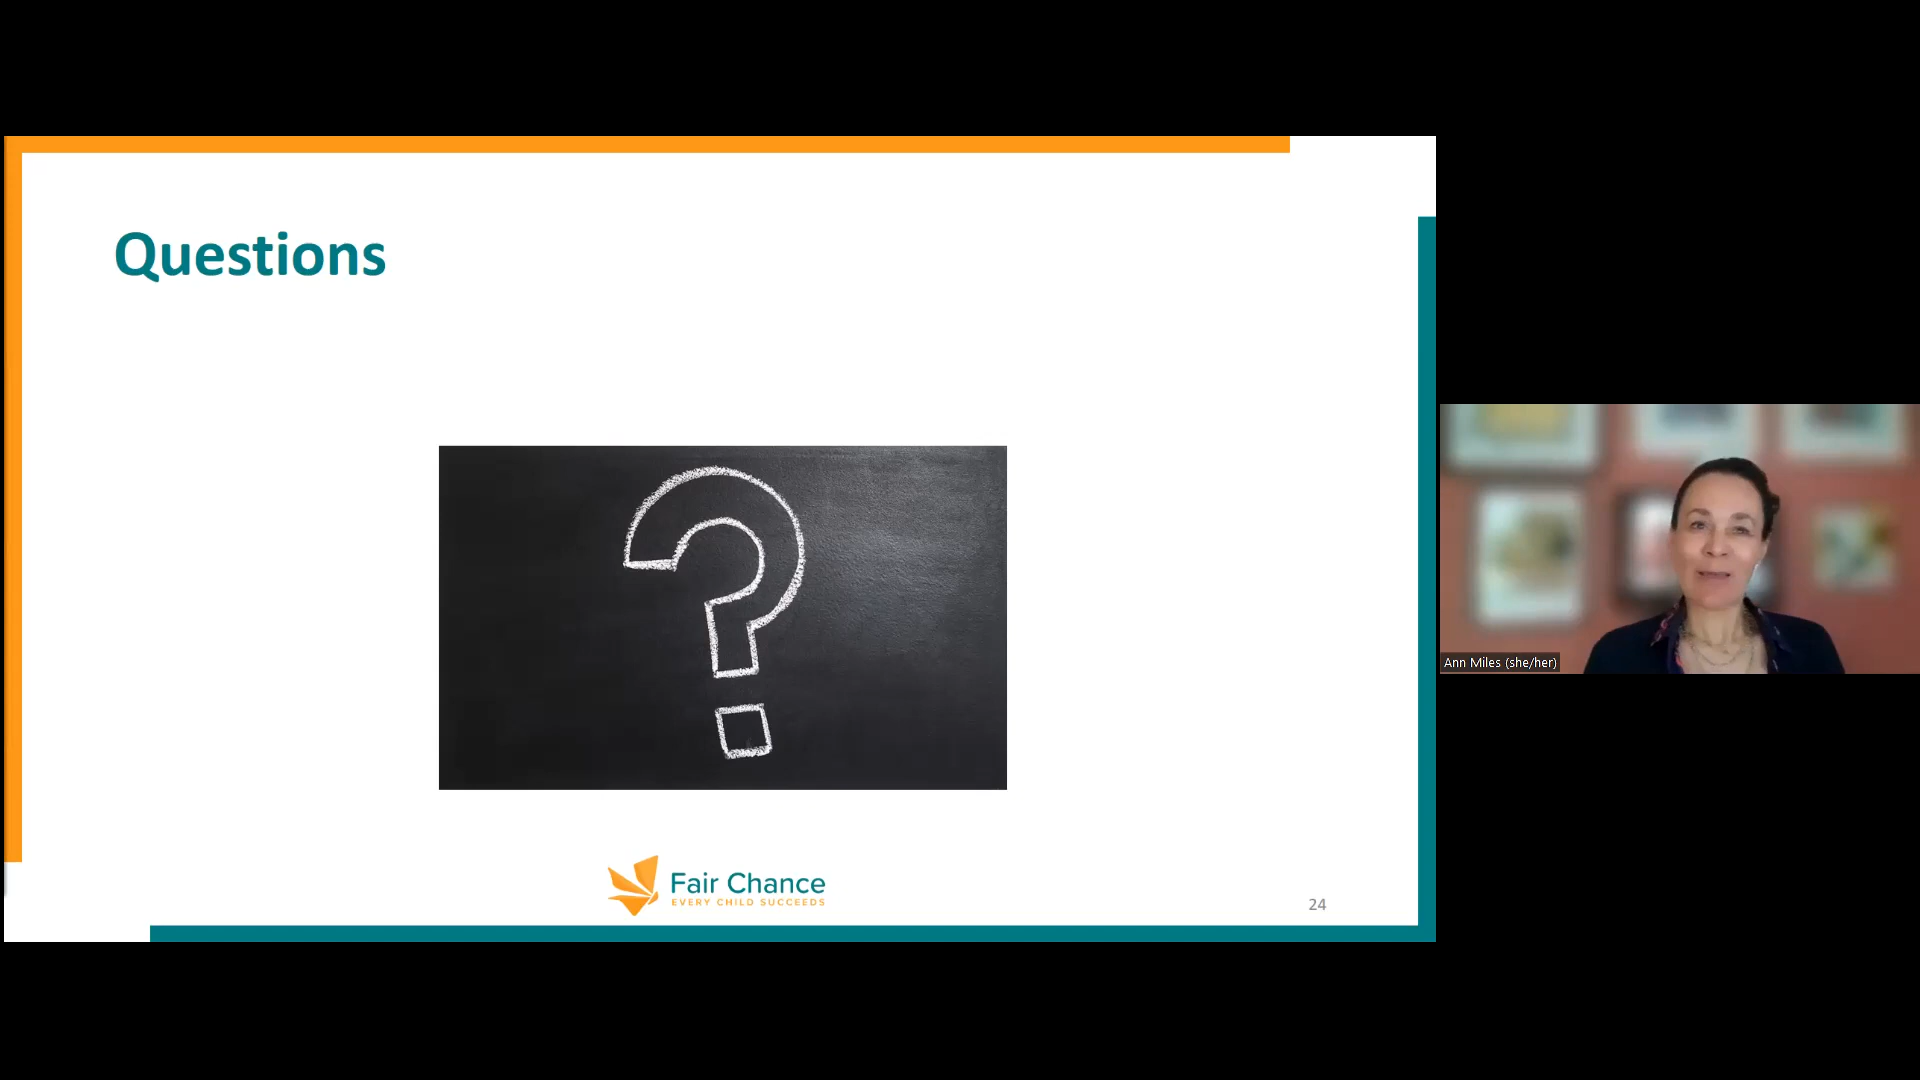 Questions
?
Fair Chance
EVERY CHILD SUCCEEDS
24
Ann Miles (she/her)